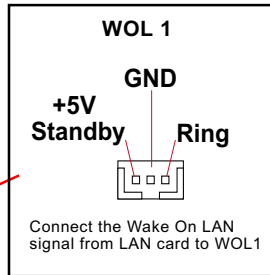 WOL 1
GND
+5V
Standby
Ring
Connect the Wake On LAN
signal from LAN card to WOL1